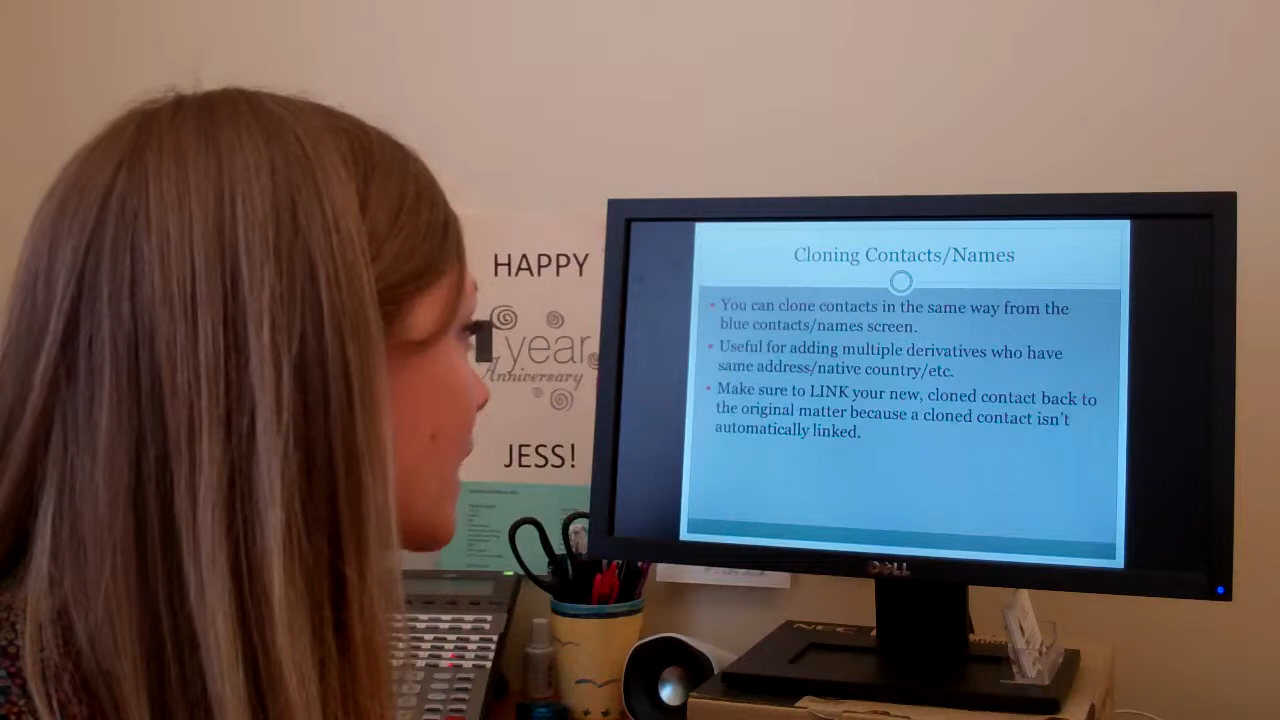 HAPPY
1 year
Anniversary
JESS!
Cloning Contacts/Names
You can clone contacts in the same way from the
blue contacts/names screen.
Useful for adding multiple derivatives who have
same address/native country/etc.
Make sure to LINK your new, cloned contact back to
the original matter because a cloned contact isn't
automatically linked.
DELL
NEC